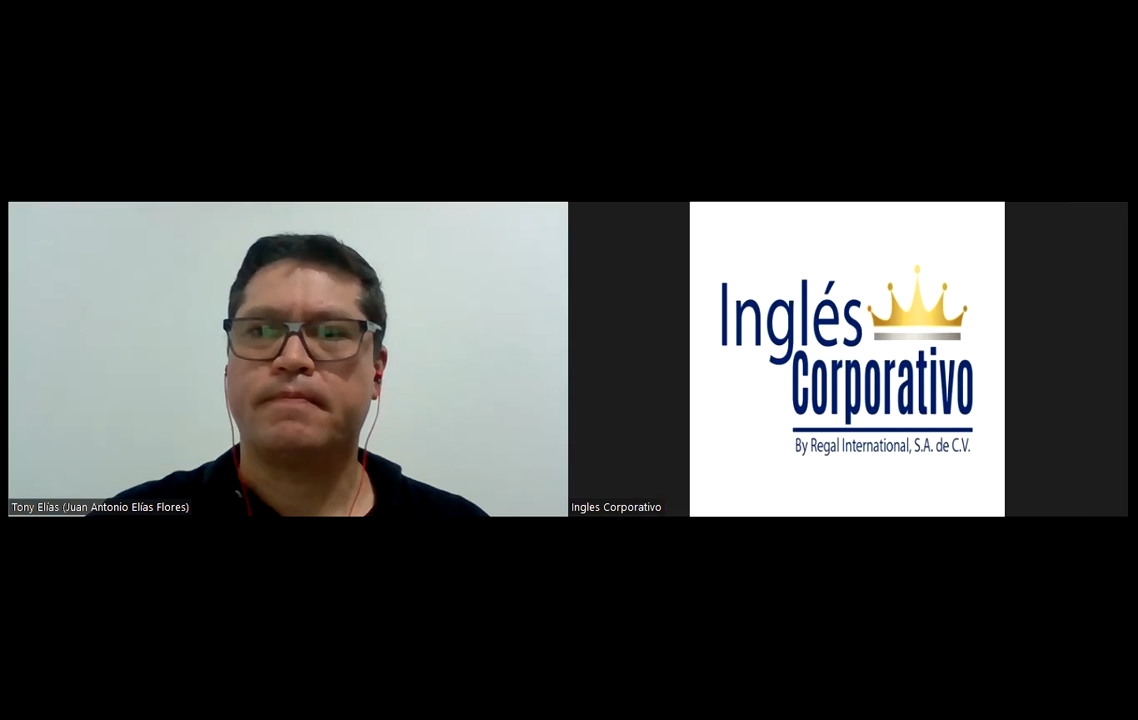 Inglés
Corporativo
By Regal International, S.A. de C.V.
Tony Elías (Juan Antonio Elías Flores)
Ingles Corporativo